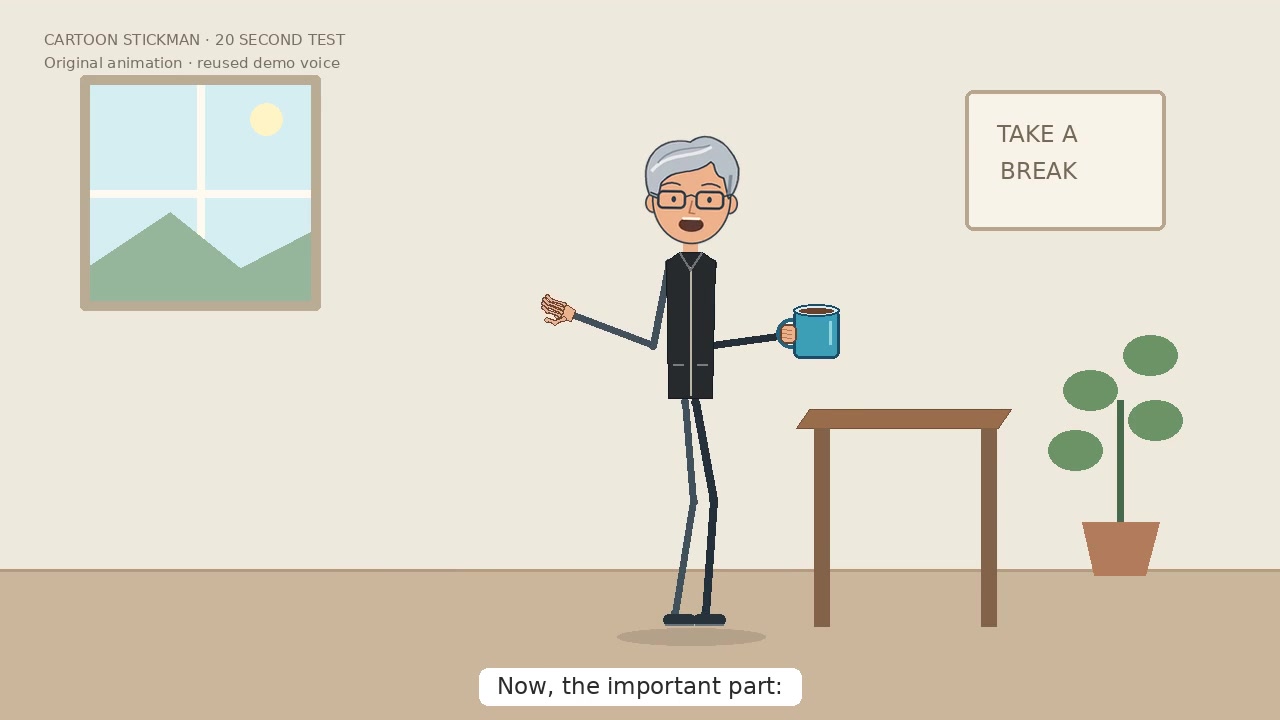 CARTOON STICKMAN · 20 SECOND TEST
Original animation · reused demo voice
TAKE A
BREAK
Now, the important part: